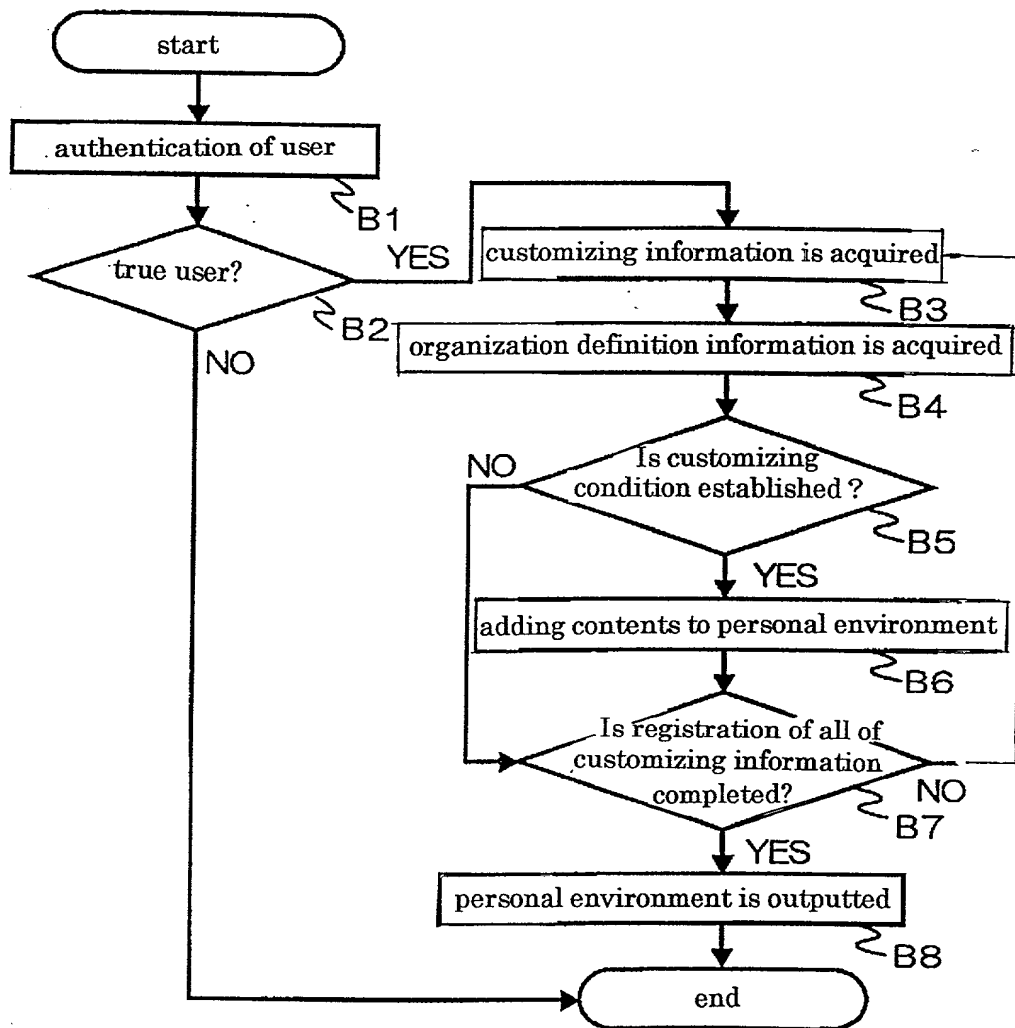 start
authentication of user
B1
true user?
YES
B2
NO
customizing information is acquired
B3
organization definition information is acquired
B4
Is customizing
condition established ?
NO
B5
YES
adding contents to personal environment
B6
Is registration of all of
customizing information
completed?
NO
B7
YES
personal environment is outputted
B8
end